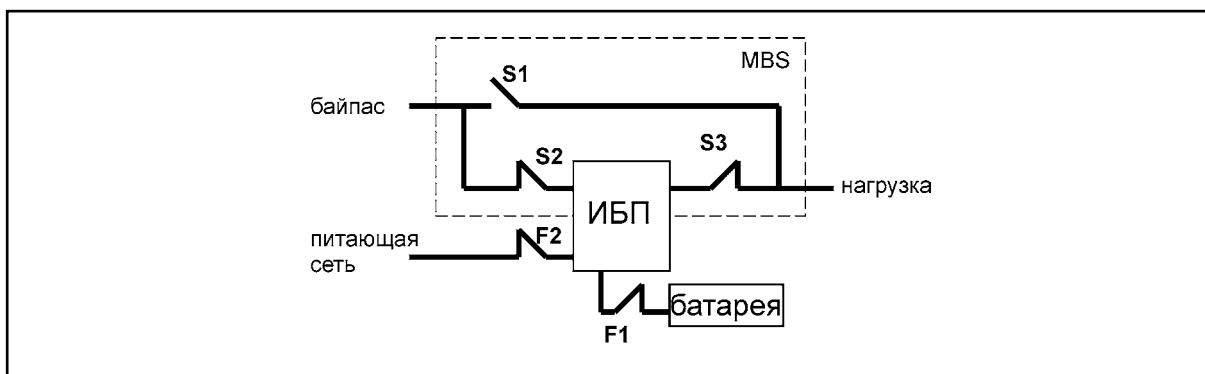 MBS
S1
байпас
S2
S3
нагрузка
ИБП
питающая
сеть
F2
батарея
F1